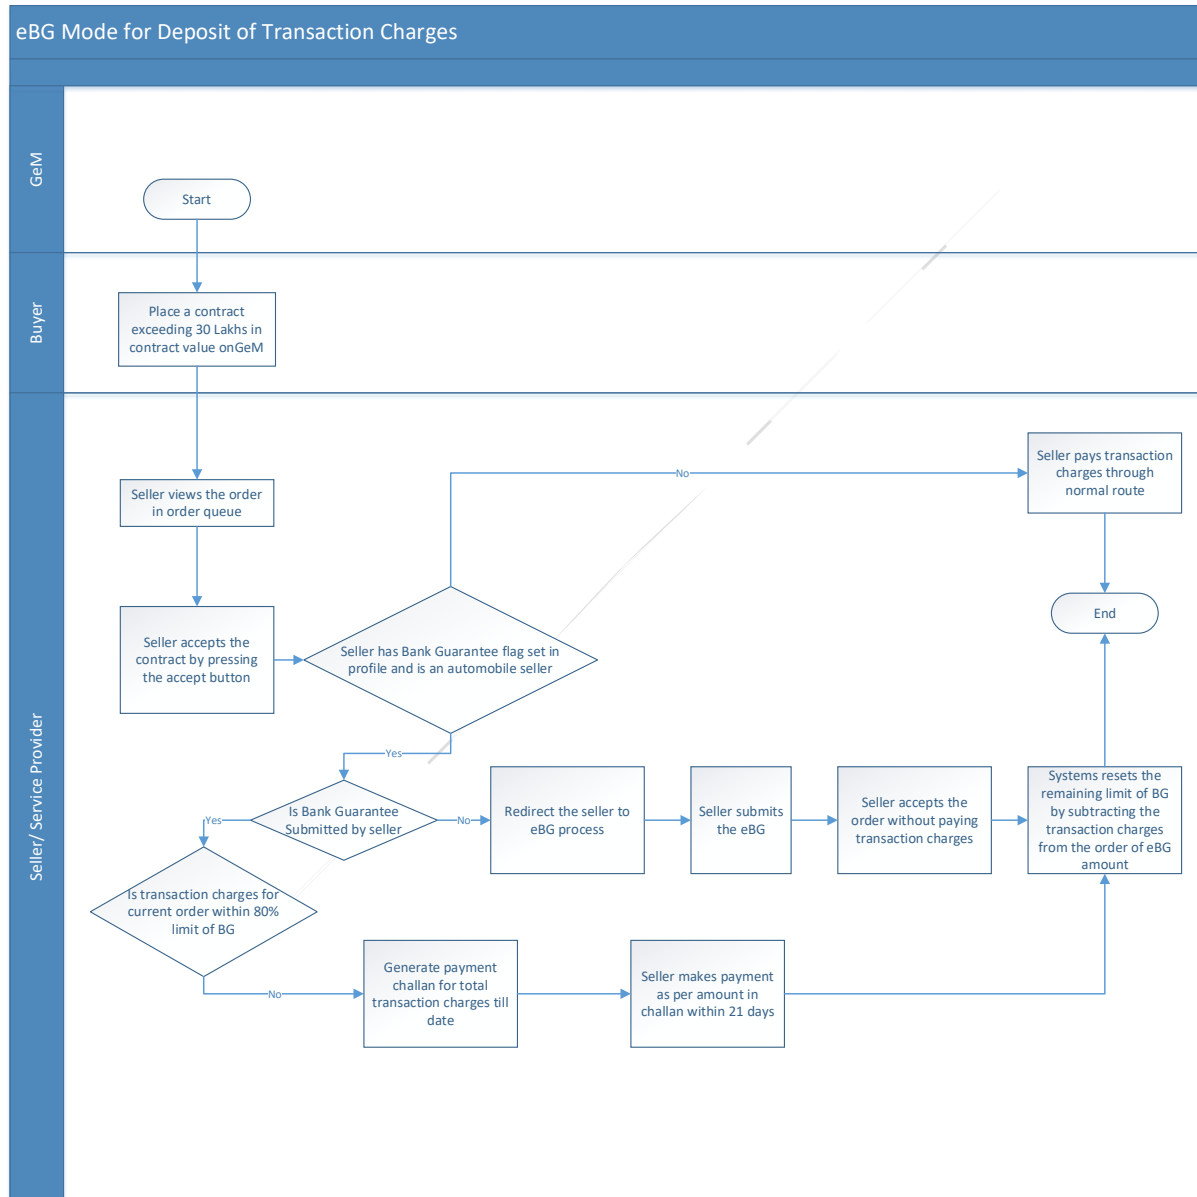 eBG Mode for Deposit of Transaction Charges
GeM
Start
Buyer
Place a contract
exceeding 30 Lakhs in
contract value onGeM
Seller/ Service Provider
Seller views the order
in order queue
Seller accepts the
contract by pressing
the accept button
Seller has Bank Guarantee flag set in
profile and is an automobile seller
No
Seller pays transaction
charges through
normal route
End
Yes
Is Bank Guarantee
Submitted by seller
No
Redirect the seller to
eBG process
Seller submits
the eBG
Seller accepts the
order without paying
transaction charges
Systems resets the
remaining limit of BG
by subtracting the
transaction charges
from the order of eBG
amount
Yes
Is transaction charges for
current order within 80%
limit of BG
No
Generate payment
challan for total
transaction charges till
date
Seller makes payment
as per amount in
challan within 21 days